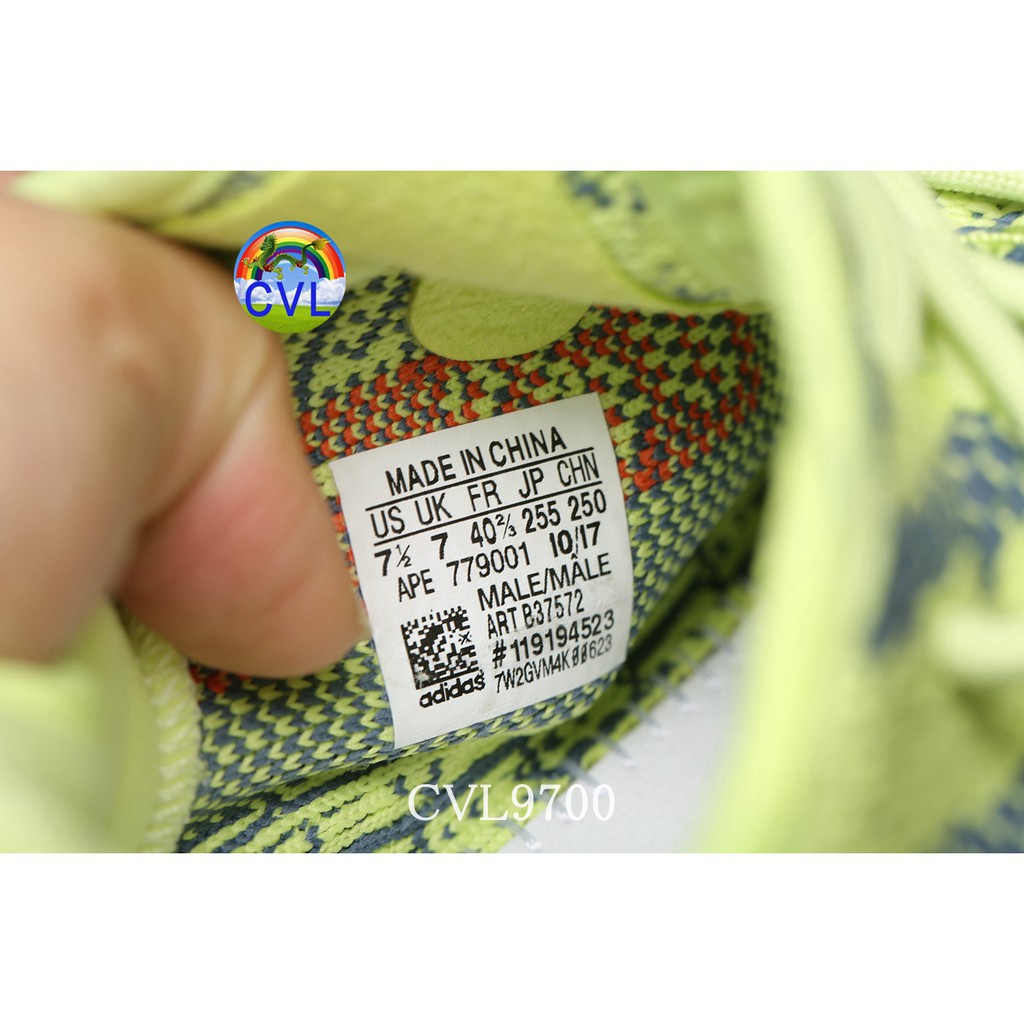 CVL
MADE IN CHINA
US UK FR JP CHN
7½ 7 40⅔ 255 250
APE 779001 10/17
MALE/MÂLE
ART B37572
#119194523
adidas
CVL9700